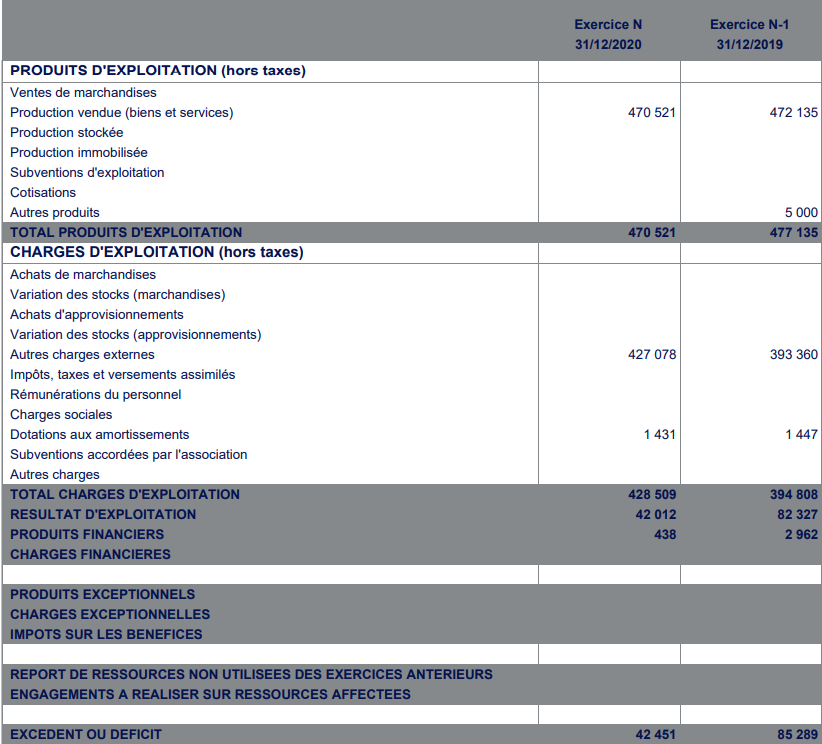 Exercice N Exercice N-1
31/12/2020 31/12/2019
PRODUITS D'EXPLOITATION (hors taxes)
Ventes de marchandises
Production vendue (biens et services) 470 521 472 135
Production stockée
Production immobilisée
Subventions d'exploitation
Cotisations
Autres produits 5 000
TOTAL PRODUITS D'EXPLOITATION 470 521 477 135
CHARGES D'EXPLOITATION (hors taxes)
Achats de marchandises
Variation des stocks (marchandises)
Achats d'approvisionnements
Variation des stocks (approvisionnements)
Autres charges externes 427 078 393 360
Impôts, taxes et versements assimilés
Rémunérations du personnel
Charges sociales
Dotations aux amortissements 1 431 1 447
Subventions accordées par l'association
Autres charges
TOTAL CHARGES D'EXPLOITATION 428 509 394 808
RESULTAT D'EXPLOITATION 42 012 82 327
PRODUITS FINANCIERS 438 2 962
CHARGES FINANCIERES
PRODUITS EXCEPTIONNELS
CHARGES EXCEPTIONNELLES
IMPOTS SUR LES BENEFICES
REPORT DE RESSOURCES NON UTILISEES DES EXERCICES ANTERIEURS
ENGAGEMENTS A REALISER SUR RESSOURCES AFFECTEES
EXCEDENT OU DEFICIT 42 451 85 289